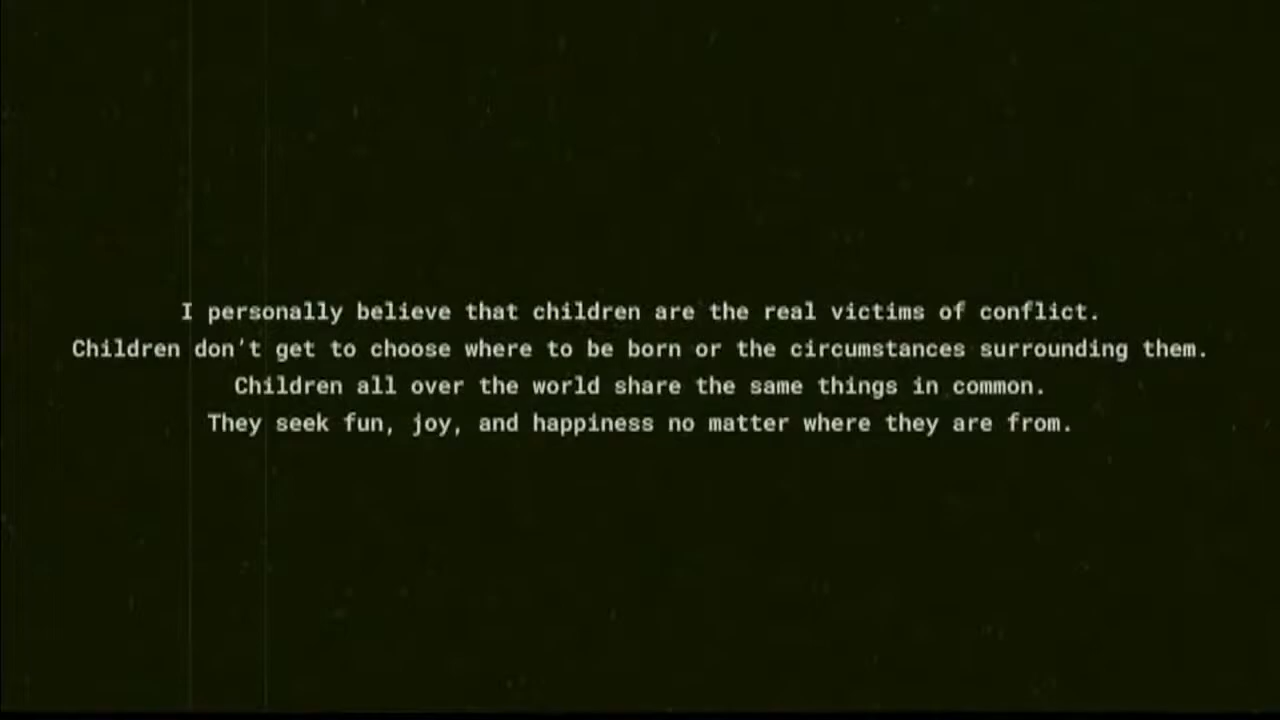 I personally believe that children are the real victims of conflict.
Children don't get to choose where to be born or the circumstances surrounding them.
Children all over the world share the same things in common.
They seek fun, joy, and happiness no matter where they are from.